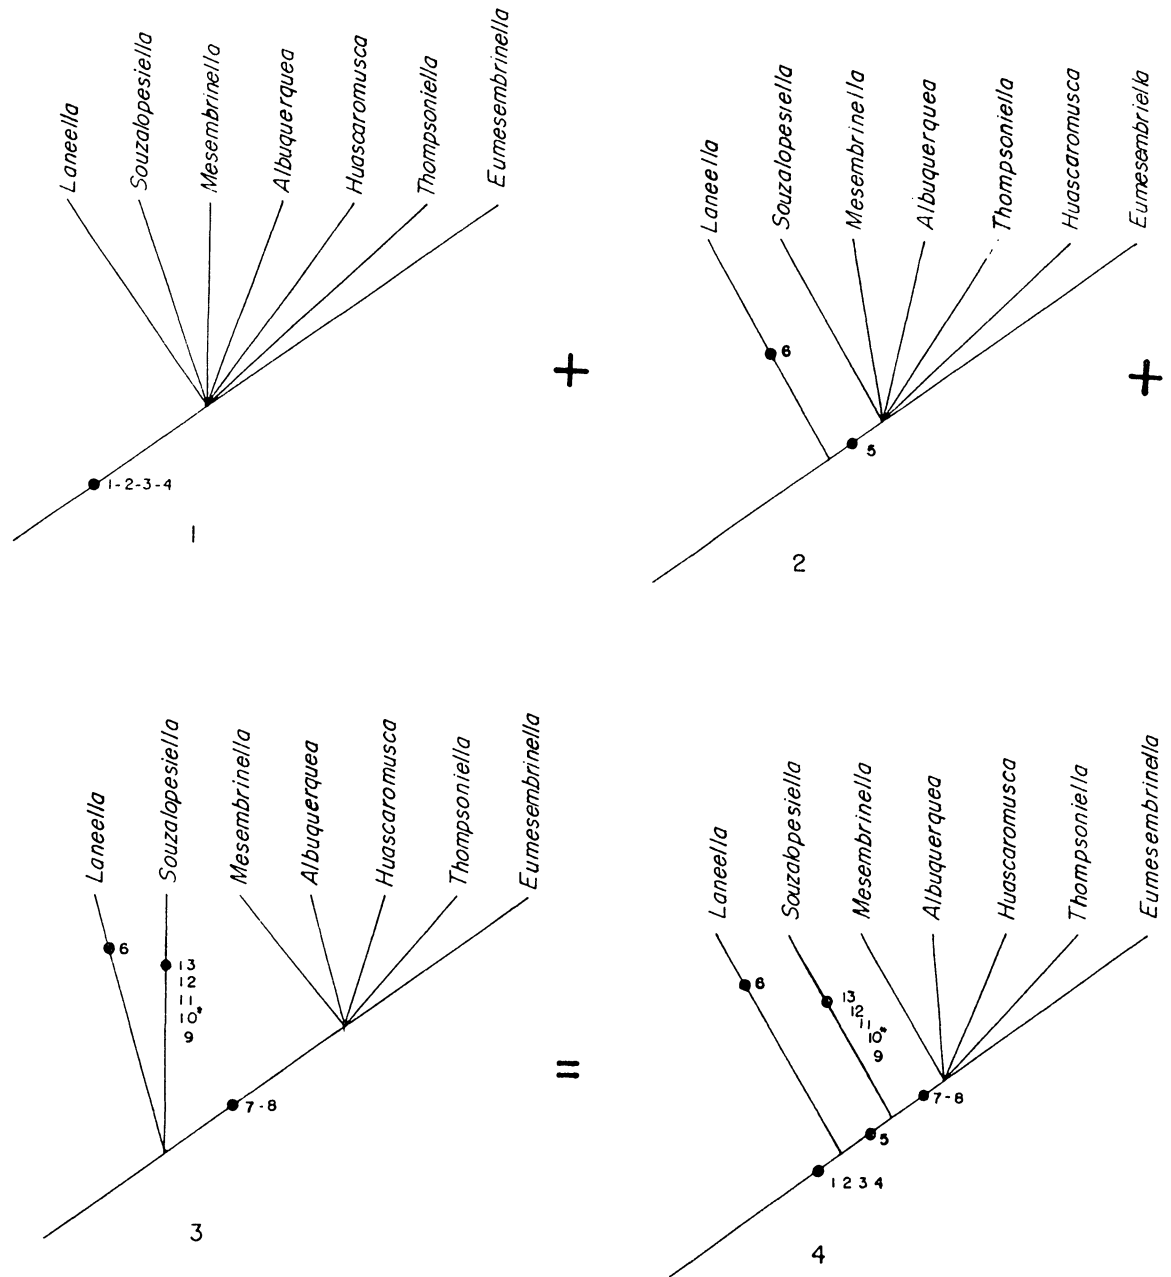 Laneella
Souzalopesiella
Mesembrinella
Albuquerquea
Huascaromusca
Thompsoniella
Eumesembrinella
1-2-3-4
1
+
Laneella
Souzalopesiella
Mesembrinella
Albuquerquea
Thompsoniella
Huascaromusca
Eumesembriella
6
5
2
+
Laneella
Souzalopesiella
Mesembrinella
Albuquerquea
Huascaromusca
Thompsoniella
Eumesembrinella
6
13
12
11
10*
9
7-8
3
=
Laneella
Souzalopesiella
Mesembrinella
Albuquerquea
Huascaromusca
Thompsoniella
Eumesembrinella
6
13
12
11
10*
9
7-8
5
1 2 3 4
4